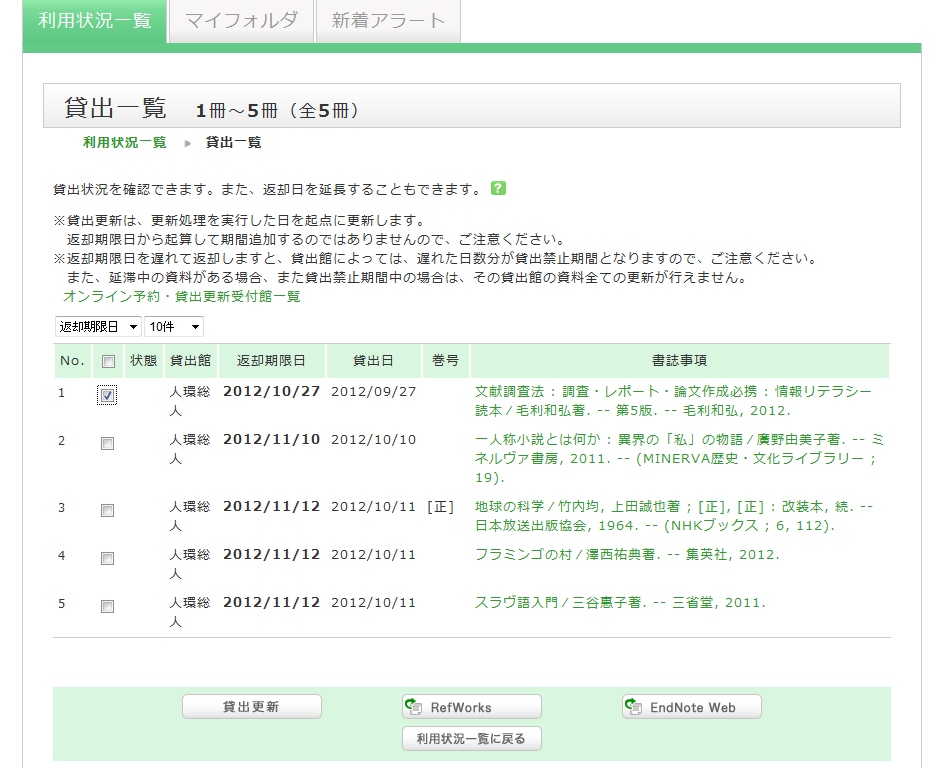 利用状況一覧 マイフォルダ 新着アラート
貸出一覧 1冊～5冊（全5冊）
利用状況一覧 ▶ 貸出一覧
貸出状況を確認できます。また、返却日を延長することもできます。 ?
※貸出更新は、更新処理を実行した日を起点に更新します。
返却期限日から起算して期間追加するのではありませんので、ご注意ください。
※返却期限日を遅れて返却しますと、貸出館によっては、遅れた日数分が貸出禁止期間となりますので、ご注意ください。
また、延滞中の資料がある場合、また貸出禁止期間中の場合は、その貸出館の資料全ての更新が行えません。
オンライン予約・貸出更新受付館一覧
返却期限日 10件
No. 状態 貸出館 返却期限日 貸出日 巻号 書誌事項
1 人環総 2012/10/27 2012/09/27 文献調査法 : 調査・レポート・論文作成必携 : 情報リテラシー
人 読本 / 毛利和弘著. -- 第5版. -- 毛利和弘, 2012.
2 人環総 2012/11/10 2012/10/10 一人称小説とは何か : 異界の「私」の物語 / 廣野由美子著. -- ミ
人 ネルヴァ書房, 2011. -- (MINERVA歴史・文化ライブラリー ;
19).
3 人環総 2012/11/12 2012/10/11 [正] 地球の科学 / 竹内均, 上田誠也著 ; [正], [正] : 改装本, 続. --
人 日本放送出版協会, 1964. -- (NHKブックス ; 6, 112).
4 人環総 2012/11/12 2012/10/11 フラミンゴの村 / 澤西祐典著. -- 集英社, 2012.
人
5 人環総 2012/11/12 2012/10/11 スラヴ語入門 / 三谷惠子著. -- 三省堂, 2011.
人
貸出更新 RefWorks EndNote Web
利用状況一覧に戻る